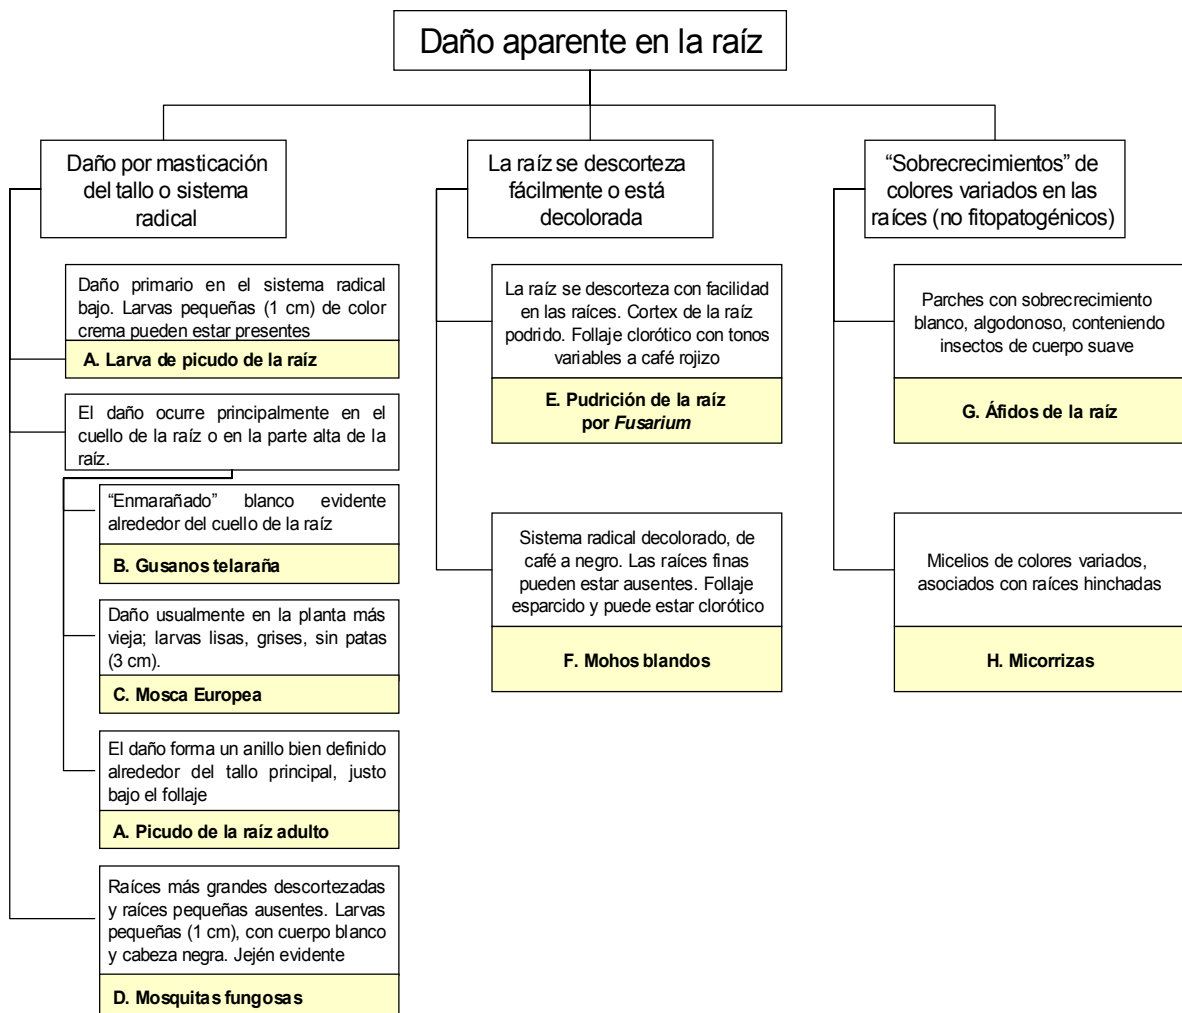 Daño aparente en la raíz
Daño por masticación
del tallo o sistema
radical
Daño primario en el sistema radical
bajo. Larvas pequeñas (1 cm) de color
crema pueden estar presentes
A. Larva de picudo de la raíz
El daño ocurre principalmente en el
cuello de la raíz o en la parte alta de la
raíz.
“Enmarañado” blanco evidente
alrededor del cuello de la raíz
B. Gusanos telaraña
Daño usualmente en la planta más
vieja; larvas lisas, grises, sin patas
(3 cm).
C. Mosca Europea
El daño forma un anillo bien definido
alrededor del tallo principal, justo
bajo el follaje
A. Picudo de la raíz adulto
Raíces más grandes descortezadas
y raíces pequeñas ausentes. Larvas
pequeñas (1 cm), con cuerpo blanco
y cabeza negra. Jején evidente
D. Mosquitas fungosas
La raíz se descorteza
fácilmente o está
decolorada
La raíz se descorteza con facilidad
en las raíces. Cortex de la raíz
podrido. Follaje clorótico con tonos
variables a café rojizo
E. Pudrición de la raíz
por Fusarium
Sistema radical decolorado, de
café a negro. Las raíces finas
pueden estar ausentes. Follaje
esparcido y puede estar clorótico
F. Mohos blandos
“Sobrecrecimientos” de
colores variados en las
raíces (no fitopatogénicos)
Parches con sobrecrecimiento
blanco, algodonoso, conteniendo
insectos de cuerpo suave
G. Áfidos de la raíz
Micelios de colores variados,
asociados con raíces hinchadas
H. Micorrizas